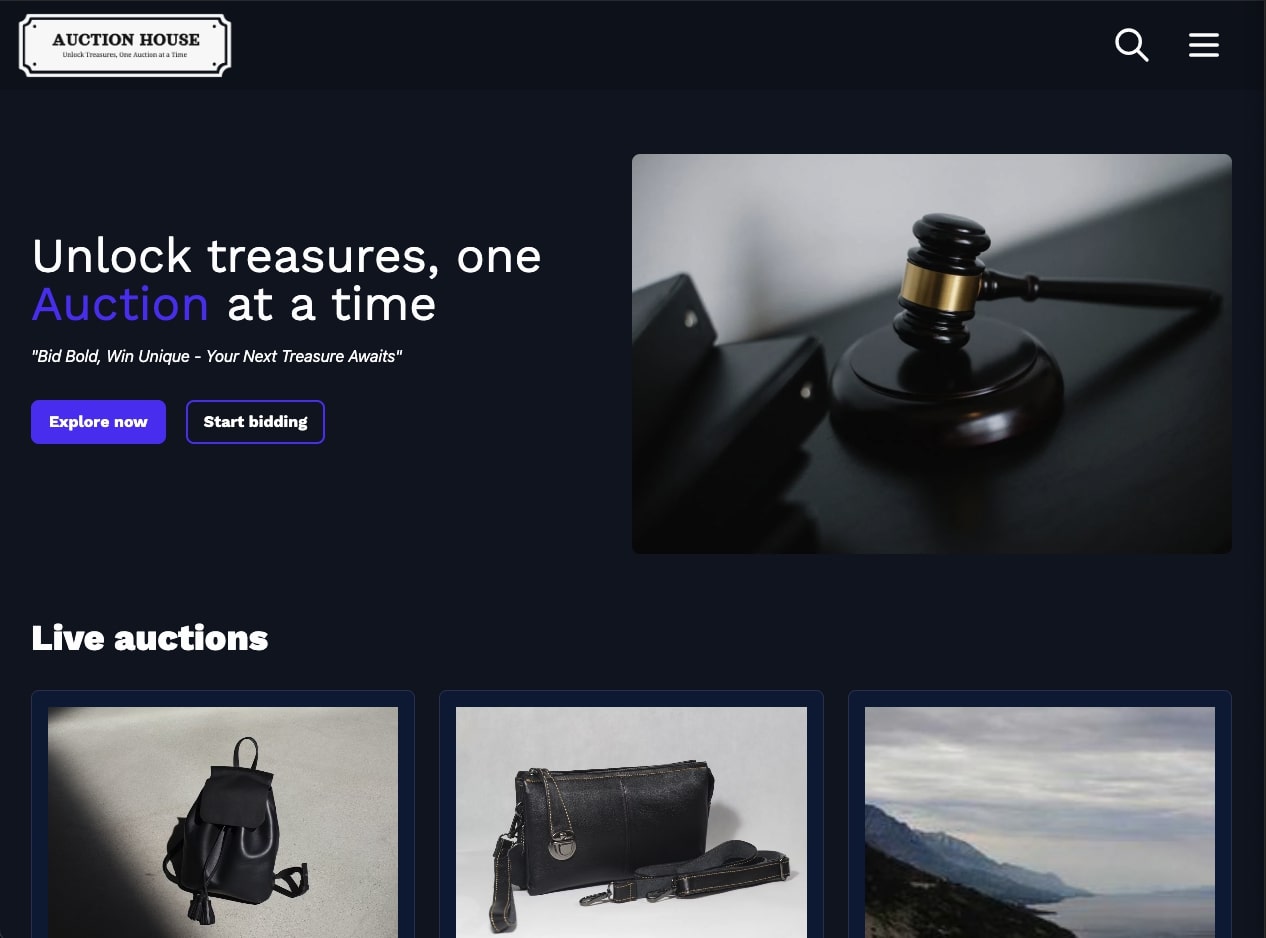 AUCTION HOUSE
Unlock Treasures, One Auction at a Time
Unlock treasures, one
Auction at a time
"Bid Bold, Win Unique - Your Next Treasure Awaits"
Explore now
Start bidding
Live auctions